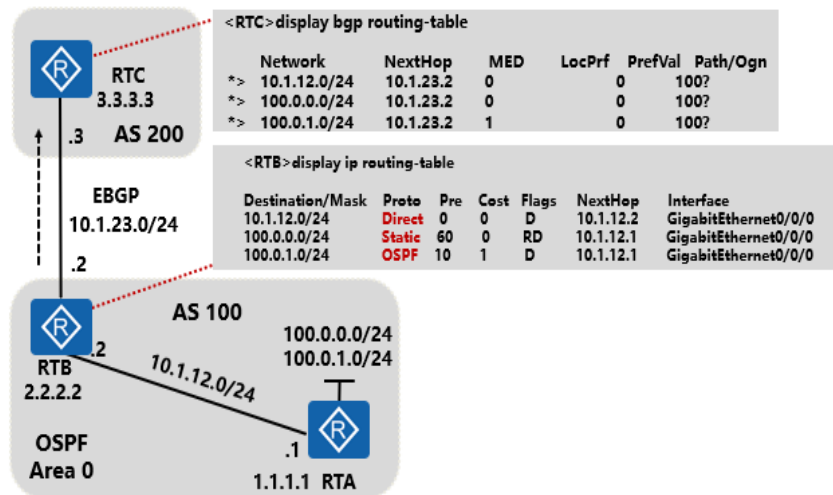 <RTC>display bgp routing-table
Network NextHop MED LocPrf PrefVal Path/Ogn
*> 10.1.12.0/24 10.1.23.2 0 0 100?
*> 100.0.0.0/24 10.1.23.2 0 0 100?
*> 100.0.1.0/24 10.1.23.2 1 0 100?
R
RTC
3.3.3.3
.3 AS 200
<RTB>display ip routing-table
Destination/Mask Proto Pre Cost Flags NextHop Interface
10.1.12.0/24 Direct 0 0 D 10.1.12.2 GigabitEthernet0/0/0
100.0.0.0/24 Static 60 0 RD 10.1.12.1 GigabitEthernet0/0/0
100.0.1.0/24 OSPF 10 1 D 10.1.12.1 GigabitEthernet0/0/0
EBGP
10.1.23.0/24
.2
AS 100
R
.2
RTB
2.2.2.2
10.1.12.0/24
100.0.0.0/24
100.0.1.0/24
R
.1
1.1.1.1 RTA
OSPF
Area 0